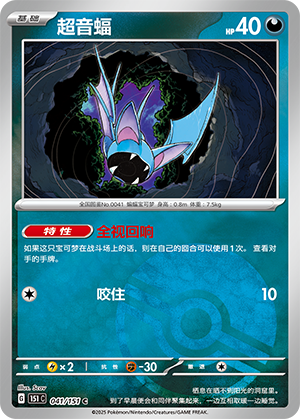 基础
超音蝠
HP 40
全国图鉴No.0041 蝙蝠宝可梦 身高：0.8m 体重：7.5kg
特性 全视回响
如果这只宝可梦在战斗场上的话，则在自己的回合可以使用1次。查看对
手的手牌。
咬住 10
弱点 ×2 抵抗力 -30 撤退
Illus. Scav
G 151 C 041/151 C
栖息在晒不到阳光的洞窟里。
到了早晨便会和同伴聚集起来，一边互相取暖一边睡觉。
©2025 Pokémon/Nintendo/Creatures/GAME FREAK.